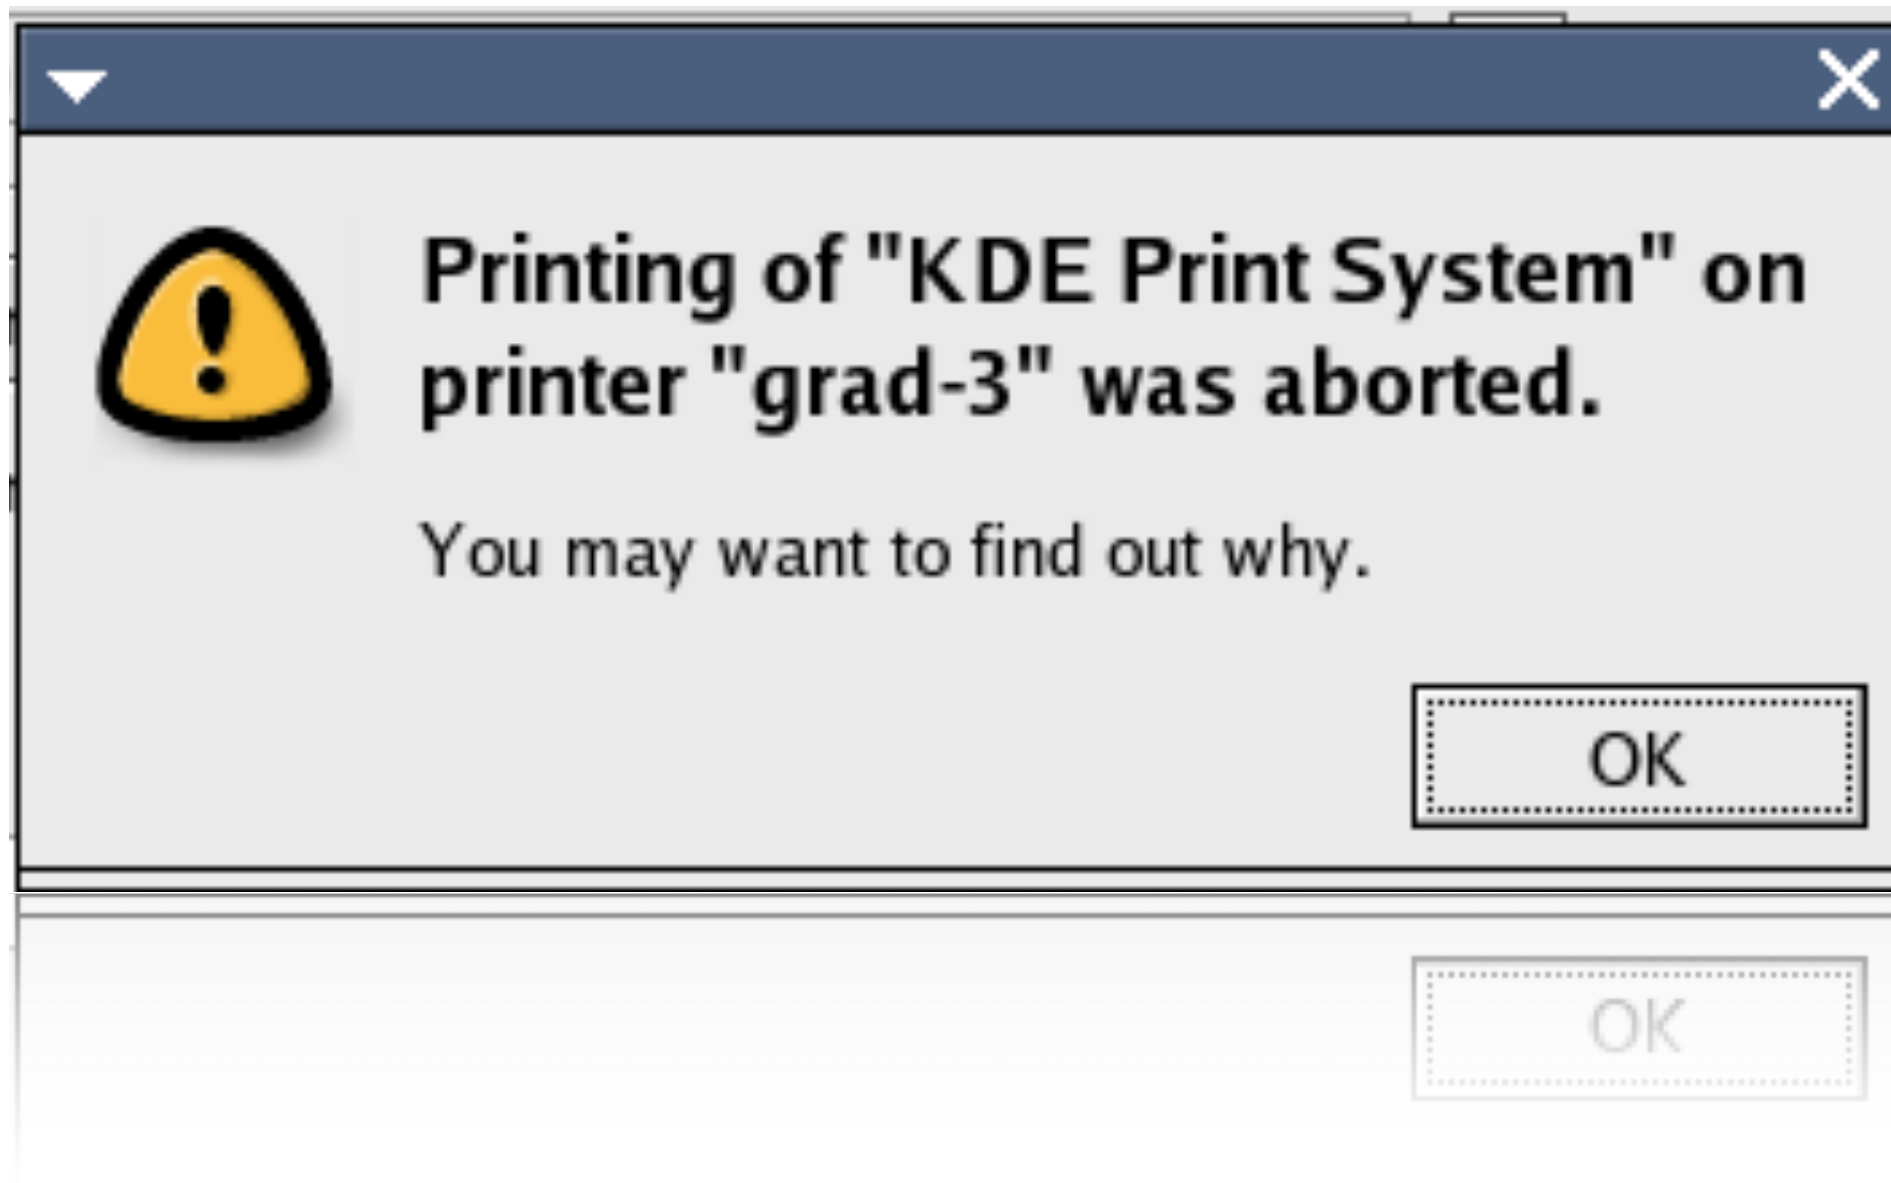 Printing of "KDE Print System" on
printer "grad-3" was aborted.
You may want to find out why.
OK
OK